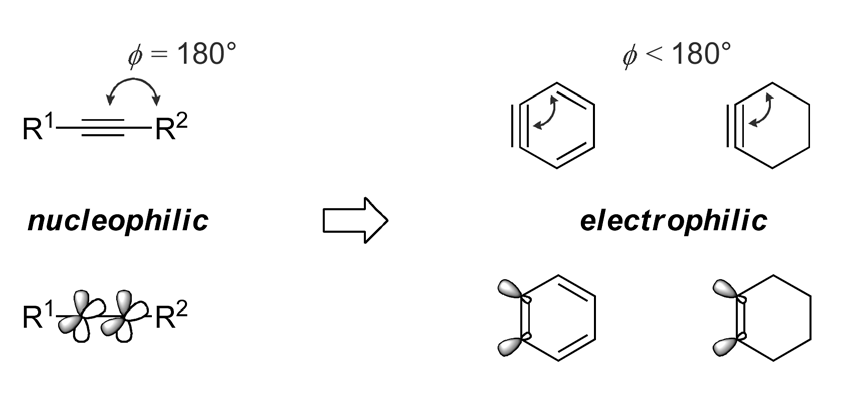 ϕ = 180°
ϕ < 180°
R¹ R²
nucleophilic
electrophilic
R¹ R²